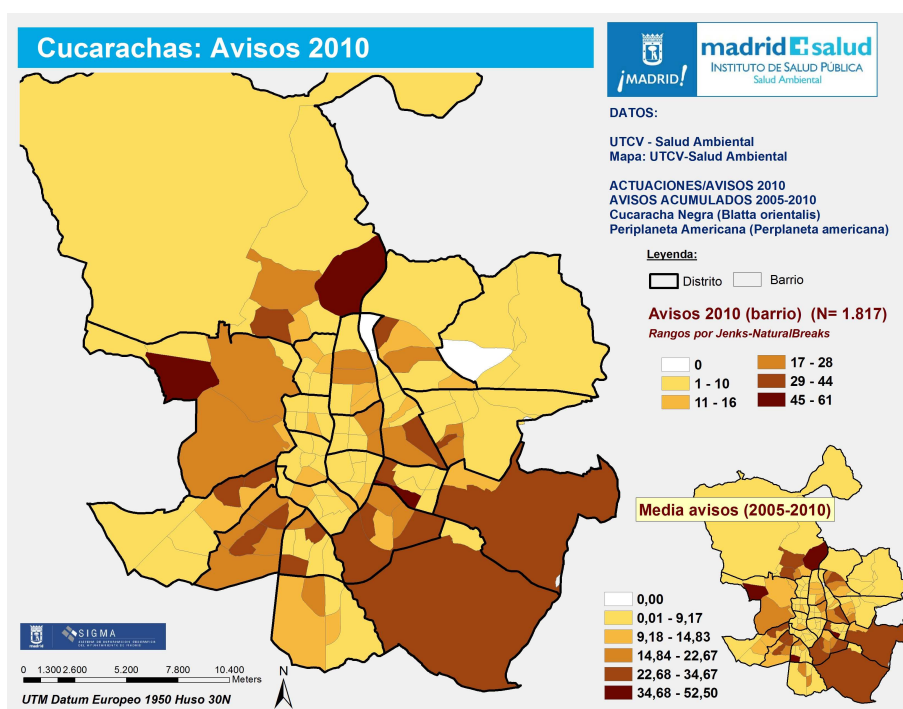 Cucarachas: Avisos 2010
¡MADRID!
madrid+salud
INSTITUTO DE SALUD PÚBLICA
Salud Ambiental
DATOS:
UTCV - Salud Ambiental
Mapa: UTCV-Salud Ambiental
ACTUACIONES/AVISOS 2010
AVISOS ACUMULADOS 2005-2010
Cucaracha Negra (Blatta orientalis)
Periplaneta Americana (Perplaneta americana)
Leyenda:
Distrito Barrio
Avisos 2010 (barrio) (N= 1.817)
Rangos por Jenks-NaturalBreaks
0 17 - 28
1 - 10 29 - 44
11 - 16 45 - 61
Media avisos (2005-2010)
0,00
0,01 - 9,17
9,18 - 14,83
14,84 - 22,67
22,68 - 34,67
34,68 - 52,50
madrid
SIGMA
0 1.300 2.600 5.200 7.800 10.400
Meters
N
UTM Datum Europeo 1950 Huso 30N